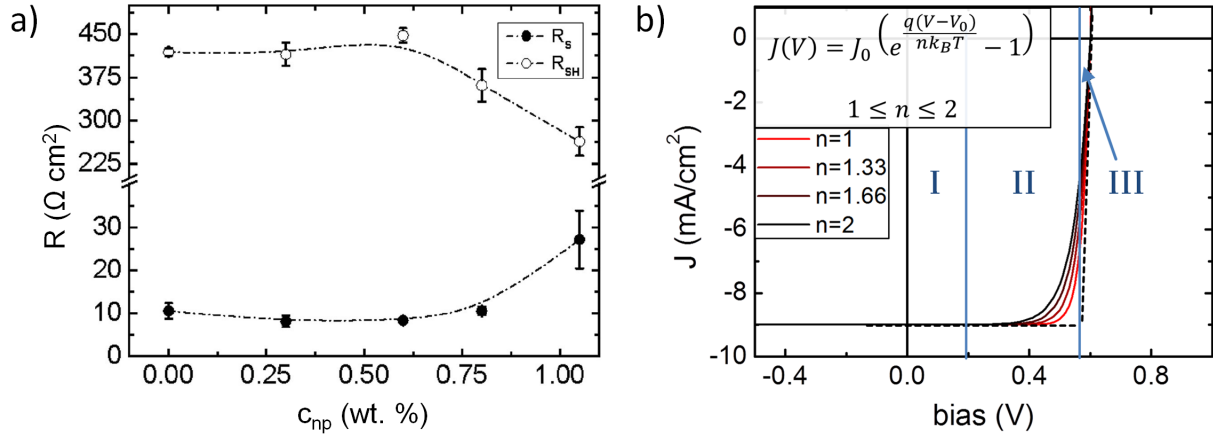 a)
R (Ω cm²)
450
375
300
225
30
20
10
0
R_S
R_SH
0.00
0.25
0.50
0.75
1.00
c_np (wt. %)
b)
J(V) = J_0 (e^{q(V−V_0)/(nk_BT)} − 1)
1 ≤ n ≤ 2
n=1
n=1.33
n=1.66
n=2
I
II
III
J (mA/cm²)
0
-2
-4
-6
-8
-10
-0.4
0.0
0.4
0.8
bias (V)